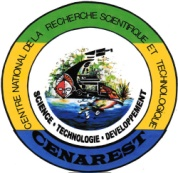 CENTRE NATIONAL DE LA RECHERCHE SCIENTIFIQUE ET TECHNOLOGIQUE
SCIENCE • TECHNOLOGIE • DEVELOPPEMENT
CENAREST